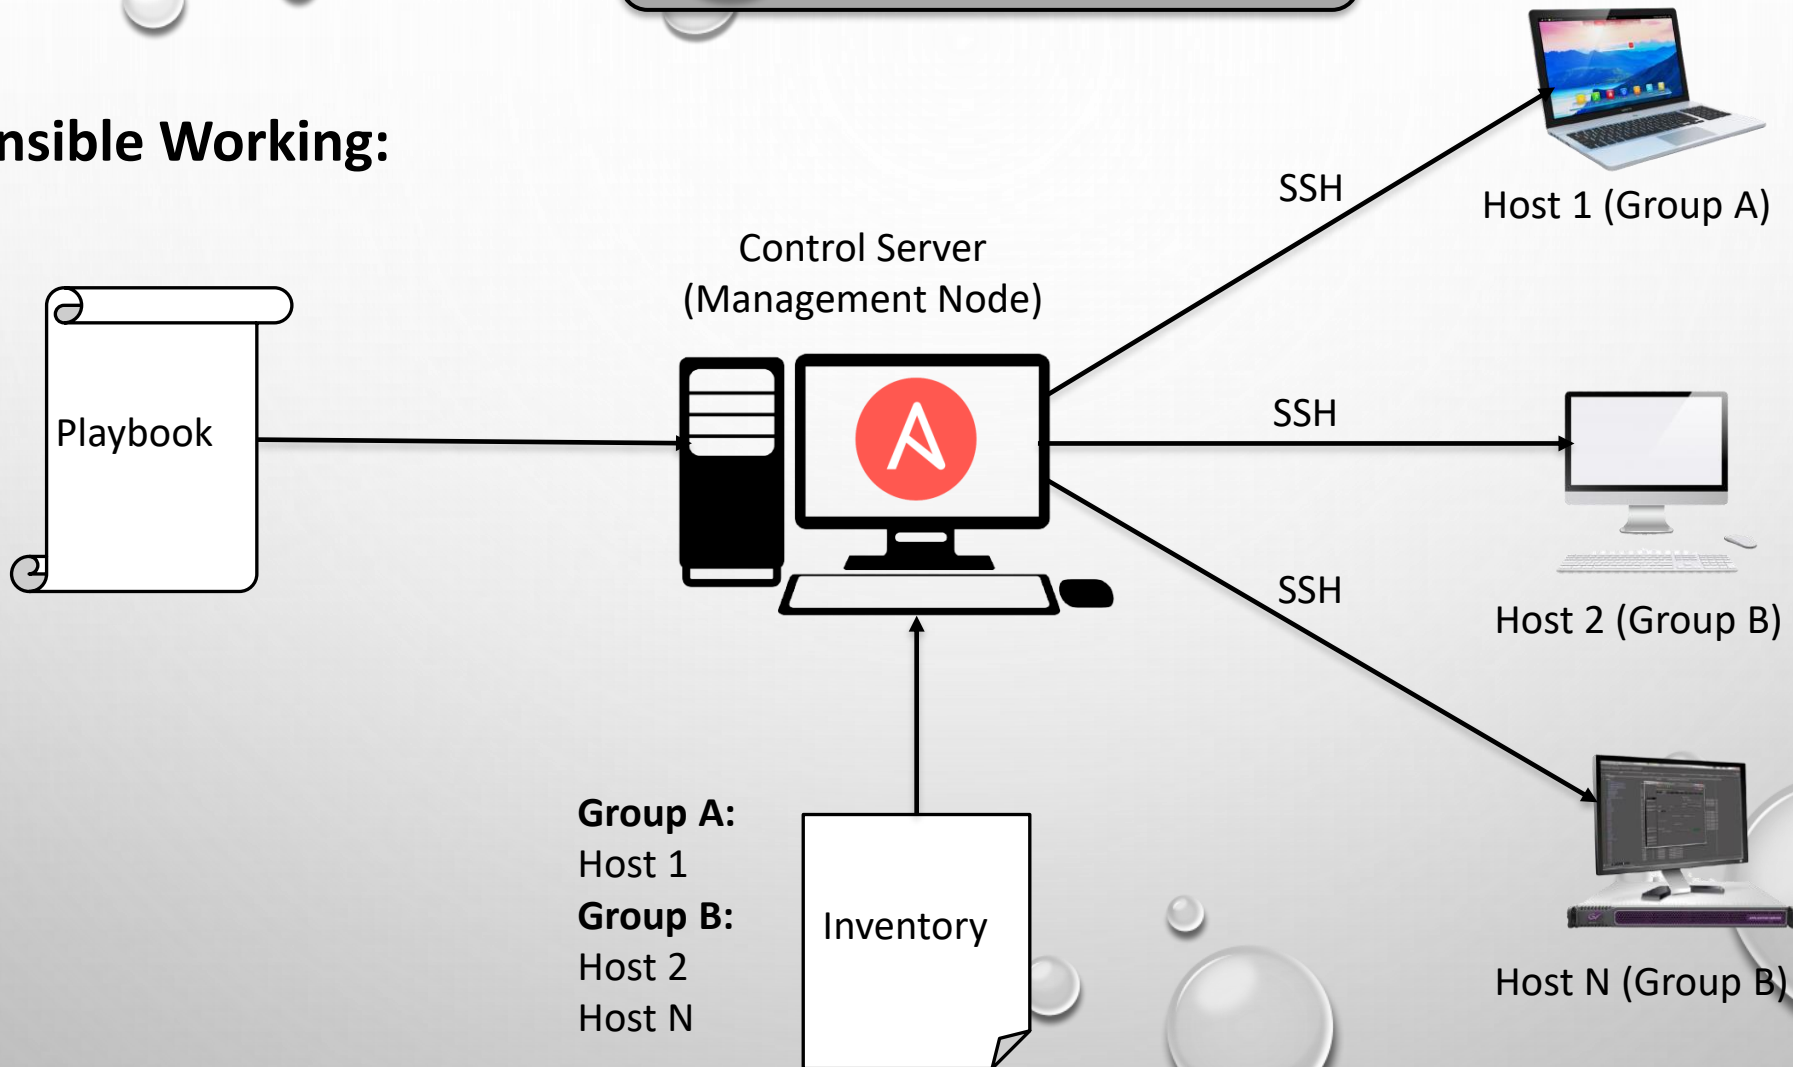 nsible Working:
SSH
Host 1 (Group A)
Control Server
(Management Node)
Playbook
SSH
SSH
Host 2 (Group B)
Group A:
Host 1
Group B:
Host 2
Host N
Inventory
Host N (Group B)